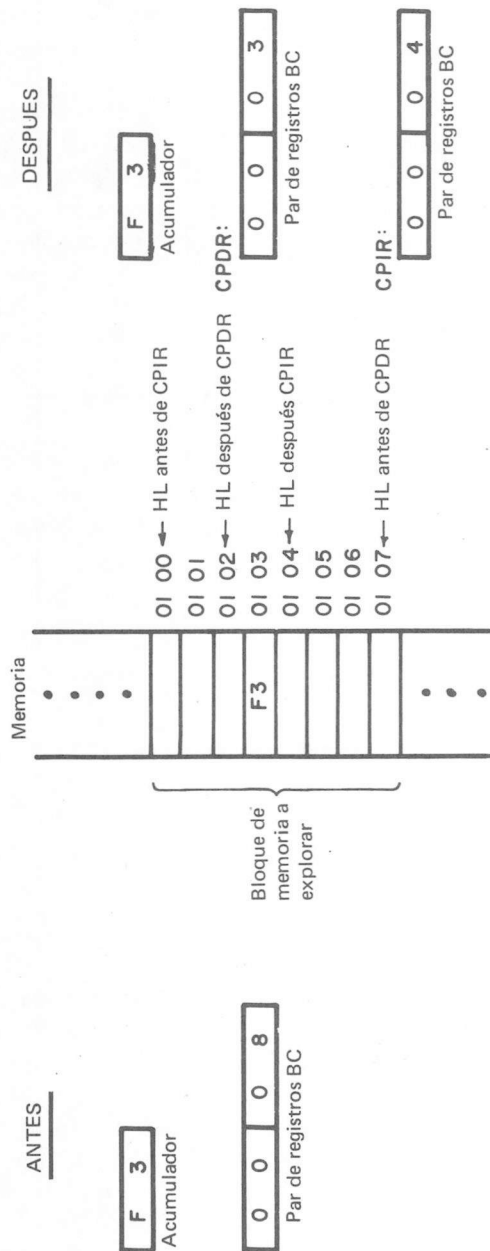 ANTES
F 3
Acumulador
0 0 0 8
Par de registros BC
Memoria
Bloque de
memoria a
explorar
F3
01 00 ← HL antes de CPIR
01 01
01 02 ← HL después de CPDR
01 03
01 04 ← HL después CPIR
01 05
01 06
01 07 ← HL antes de CPDR
DESPUES
F 3
Acumulador
CPDR:
0 0 0 3
Par de registros BC
CPIR:
0 0 0 4
Par de registros BC